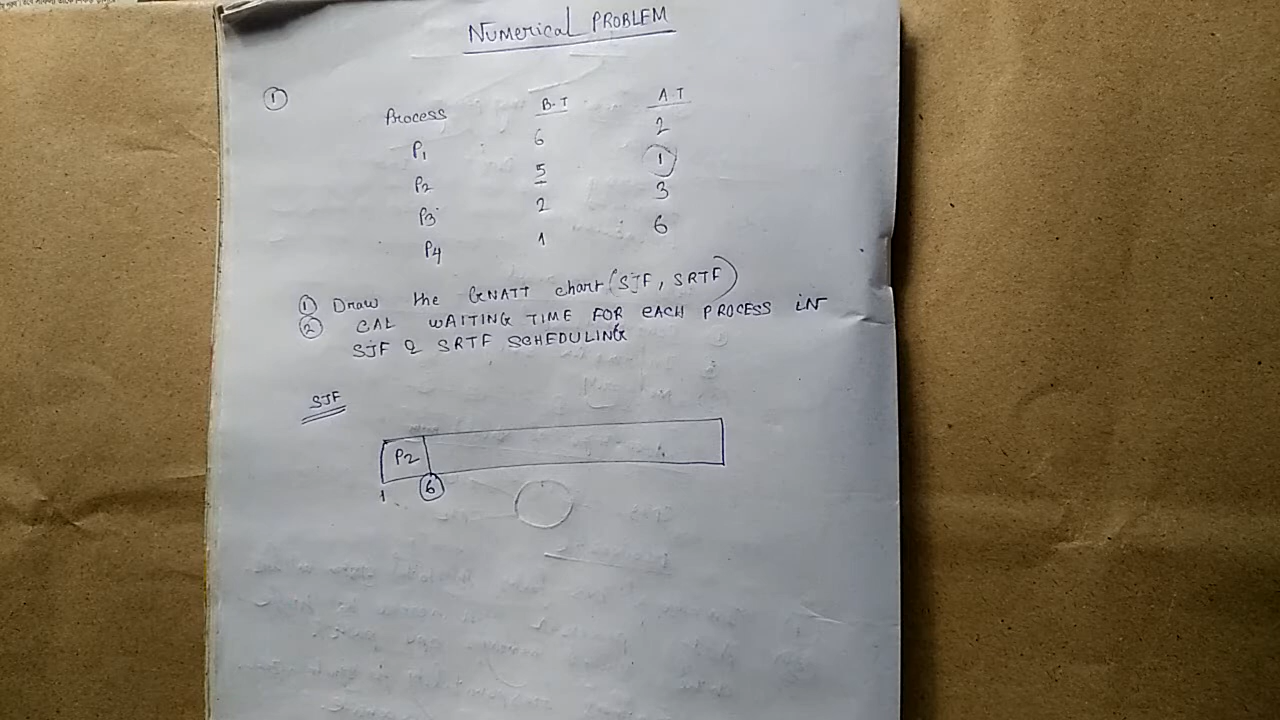 Numerical PROBLEM
①
Process B.T A.T
P1 6 2
P2 5 1
P3 2 3
P4 1 6
① Draw the GNATT chart (SJF, SRTF)
② CAL WAITING TIME FOR EACH PROCESS IN
SJF & SRTF SCHEDULING
SJF
P2
1 6